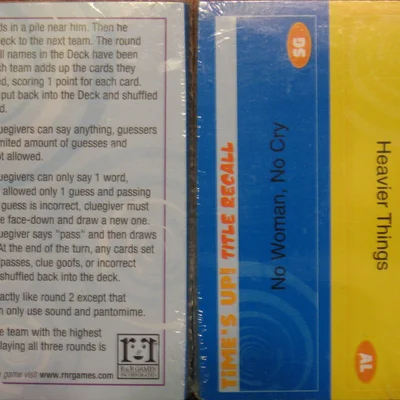 ds in a pile near him. Then he
eck to the next team. The round
ll names in the Deck have been
ch team adds up the cards they
ed, scoring 1 point for each card.
put back into the Deck and shuffled
d.
uegivers can say anything, guessers
mited amount of guesses and
ot allowed.
uegivers can only say 1 word,
allowed only 1 guess and passing
guess is incorrect, cluegiver must
e face-down and draw a new one.
uegiver says "pass" and then draws
At the end of the turn, any cards set
passes, clue goofs, or incorrect
shuffled back into the deck.
actly like round 2 except that
n only use sound and pantomime.
e team with the highest
laying all three rounds is
R&R GAMES
INCORPORATED
game visit www.rnrgames.com
TIME'S UP! TITLE RECALL
No Woman, No Cry
DS
Heavier Things
AL